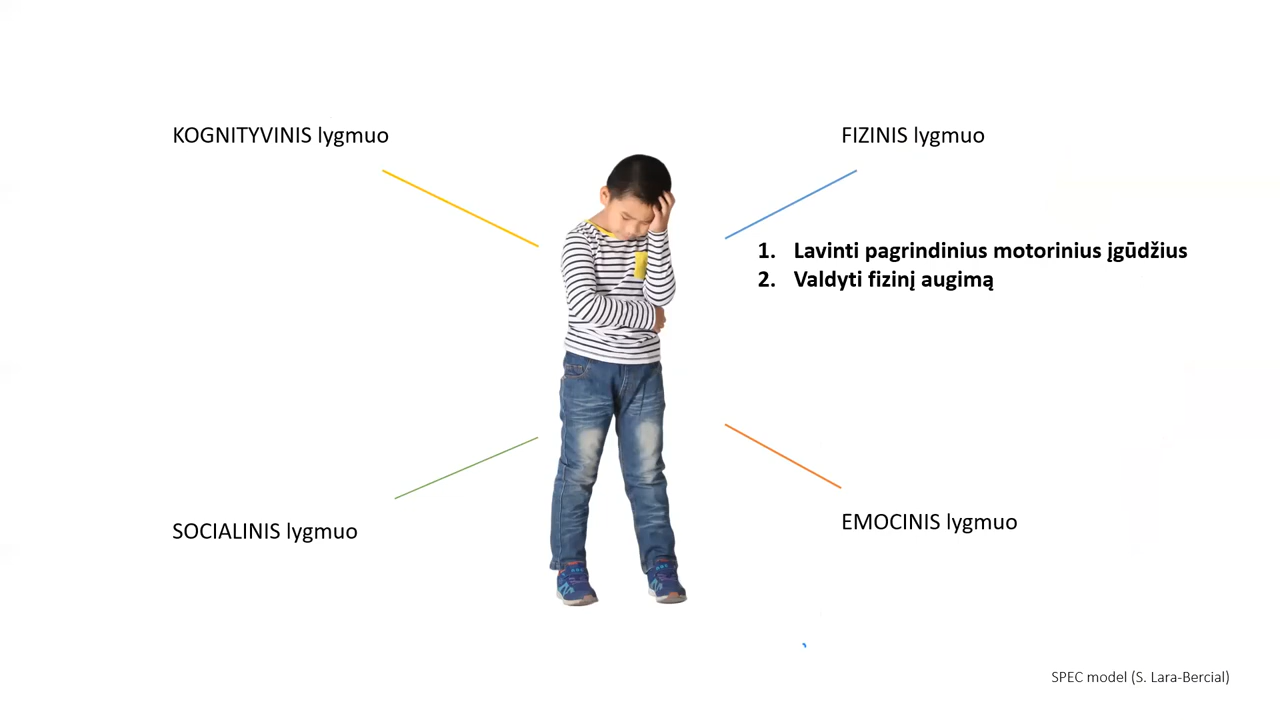 KOGNITYVINIS lygmuo
FIZINIS lygmuo
1. Lavinti pagrindinius motorinius įgūdžius
2. Valdyti fizinį augimą
SOCIALINIS lygmuo
EMOCINIS lygmuo
SPEC model (S. Lara-Bercial)